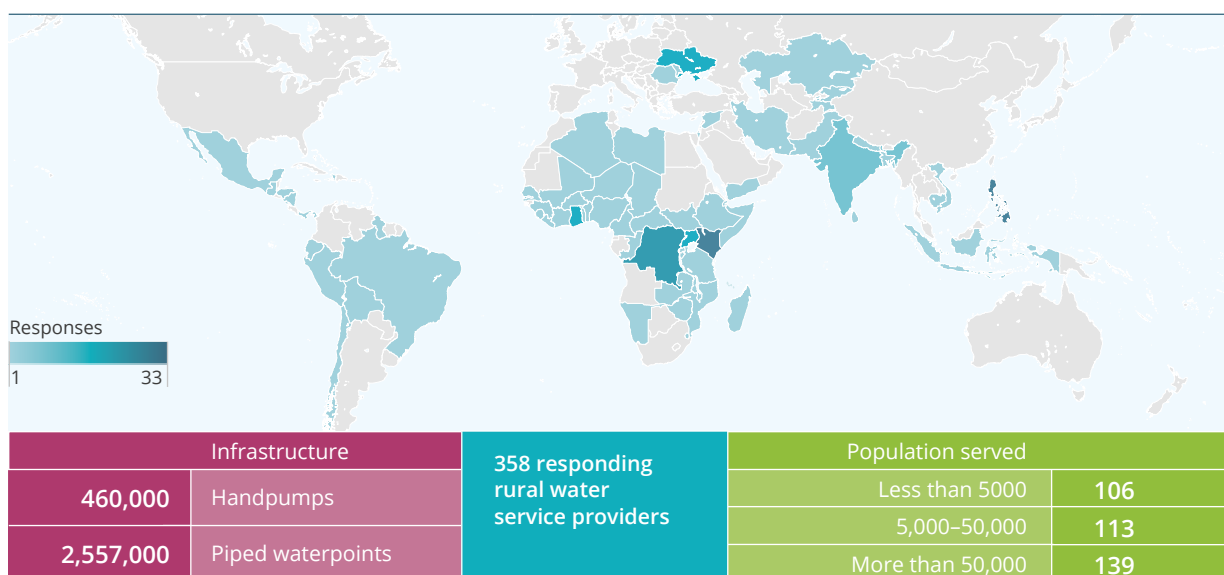 Responses
1 33
Infrastructure
460,000 Handpumps
2,557,000 Piped waterpoints
358 responding
rural water
service providers
Population served
Less than 5000 106
5,000–50,000 113
More than 50,000 139